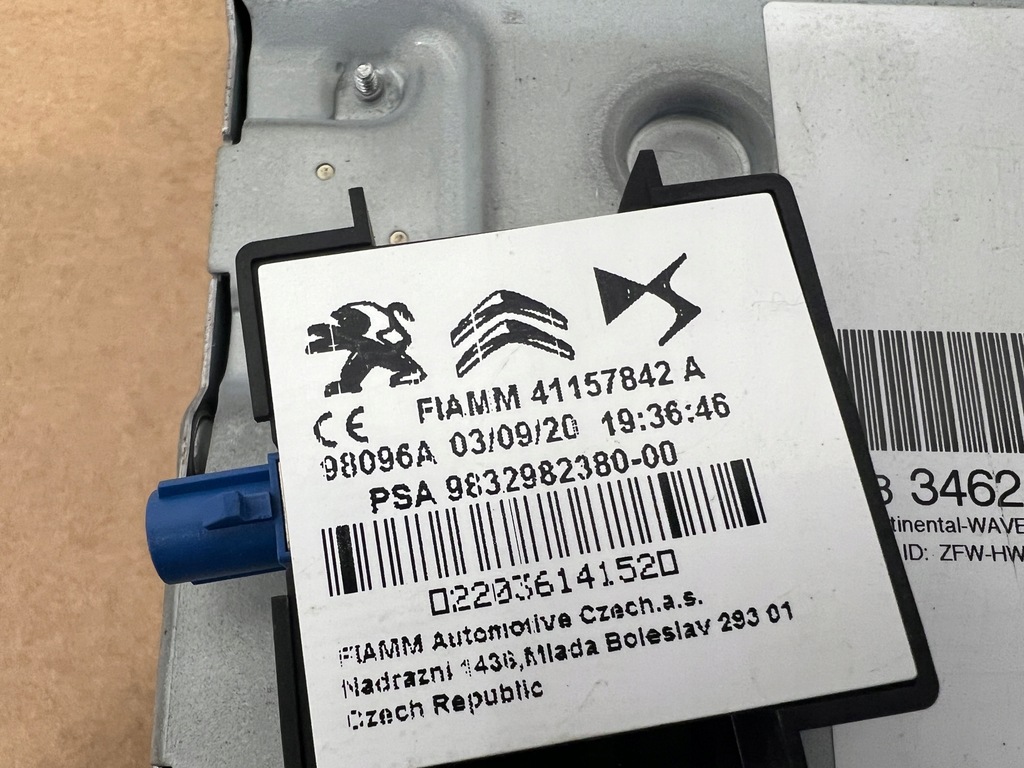 FIAMM 41157842 A
CE
98096A 03/09/20 19:36:46
PSA 9832982380-00
022036141520
FIAMM Automotive Czech.a.s.
Nadrazni 1436,Mlada Boleslav 293 01
Czech Republic
3462
tinental-WAVE
ID: ZFW-HW